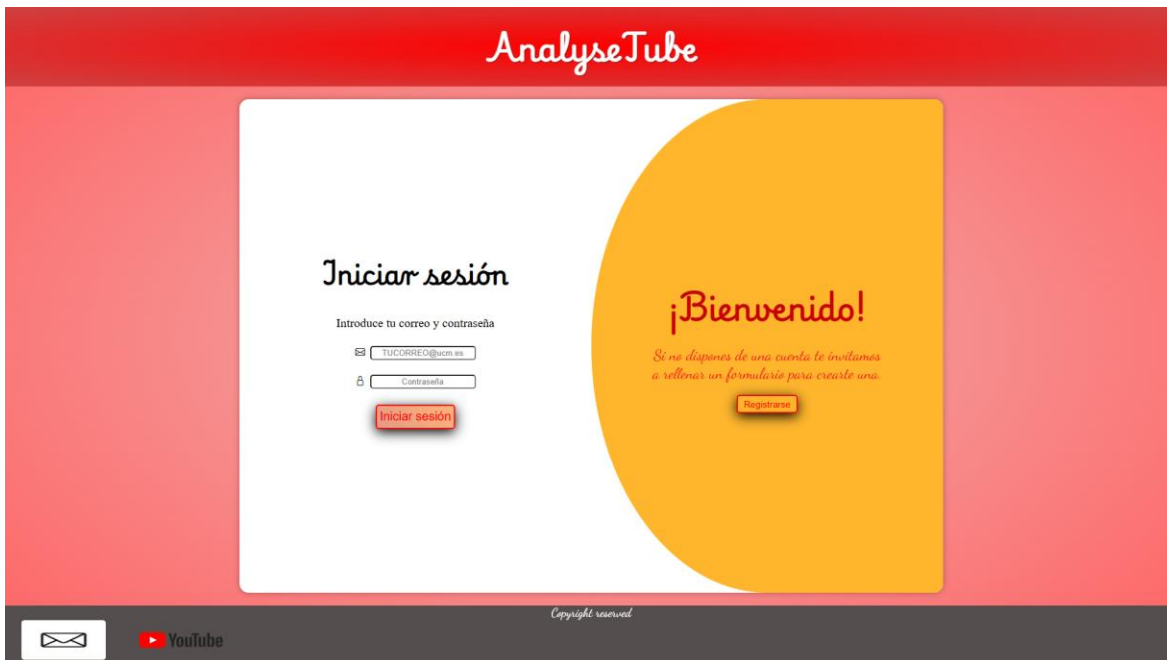 AnalyseTube
Iniciar sesión
Introduce tu correo y contraseña
TUCORREO@ucm.es
Contraseña
Iniciar sesión
¡Bienvenido!
Si no dispones de una cuenta te invitamos
a rellenar un formulario para crearte una.
Registrarse
Copyright reserved
YouTube